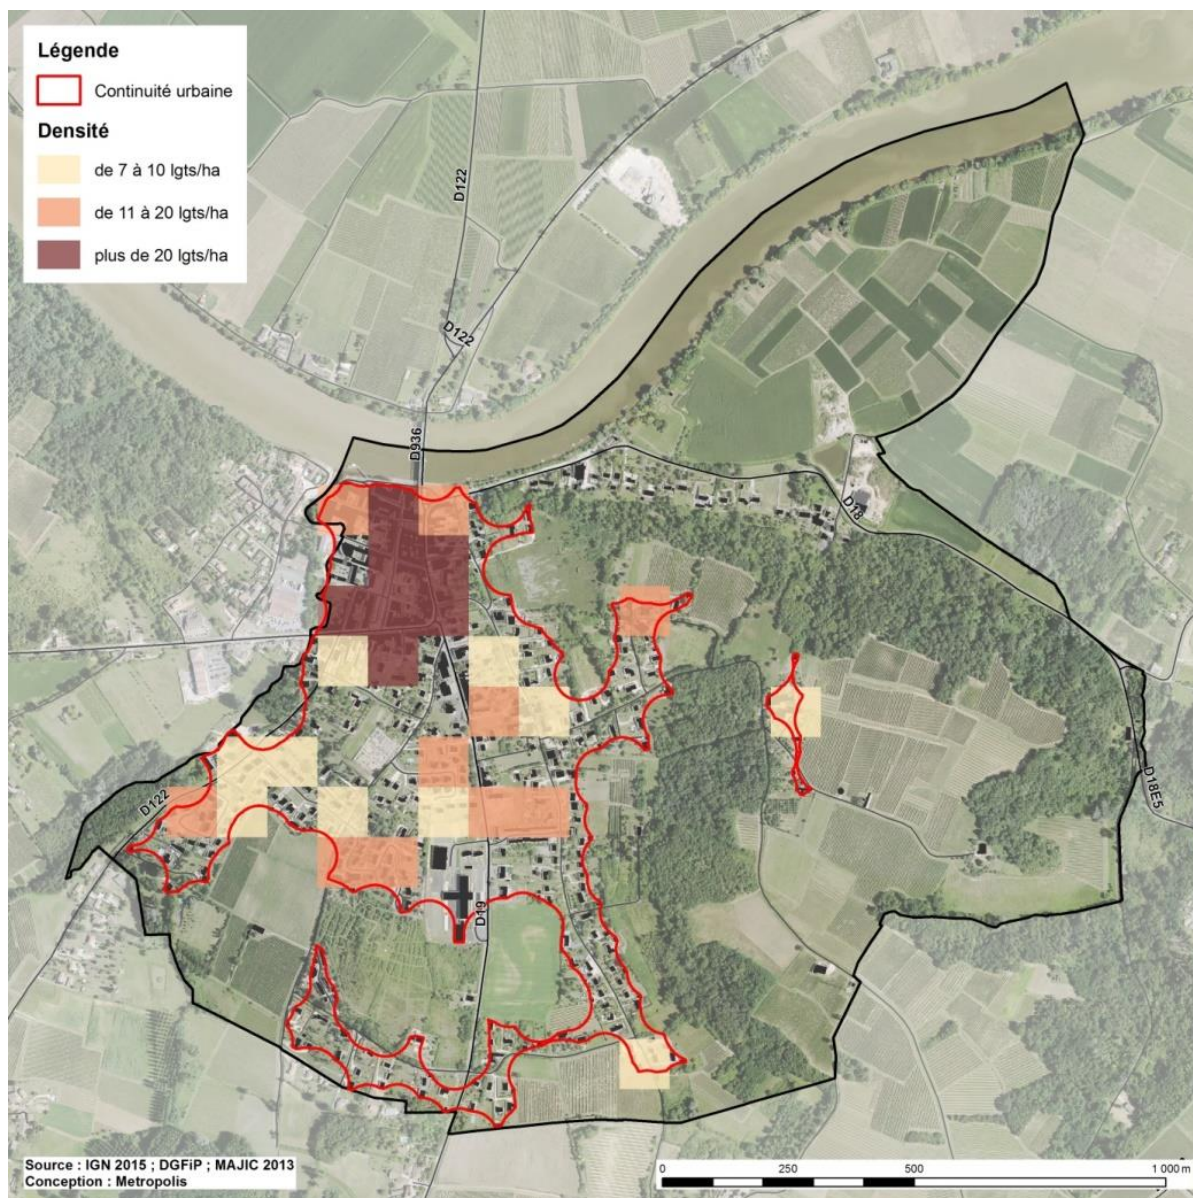 Légende
Continuité urbaine
Densité
de 7 à 10 lgts/ha
de 11 à 20 lgts/ha
plus de 20 lgts/ha
D122
D122
D936
D18
D122
D18E5
D19
Source : IGN 2015 ; DGFiP ; MAJIC 2013
Conception : Metropolis
0 250 500 1 000 m